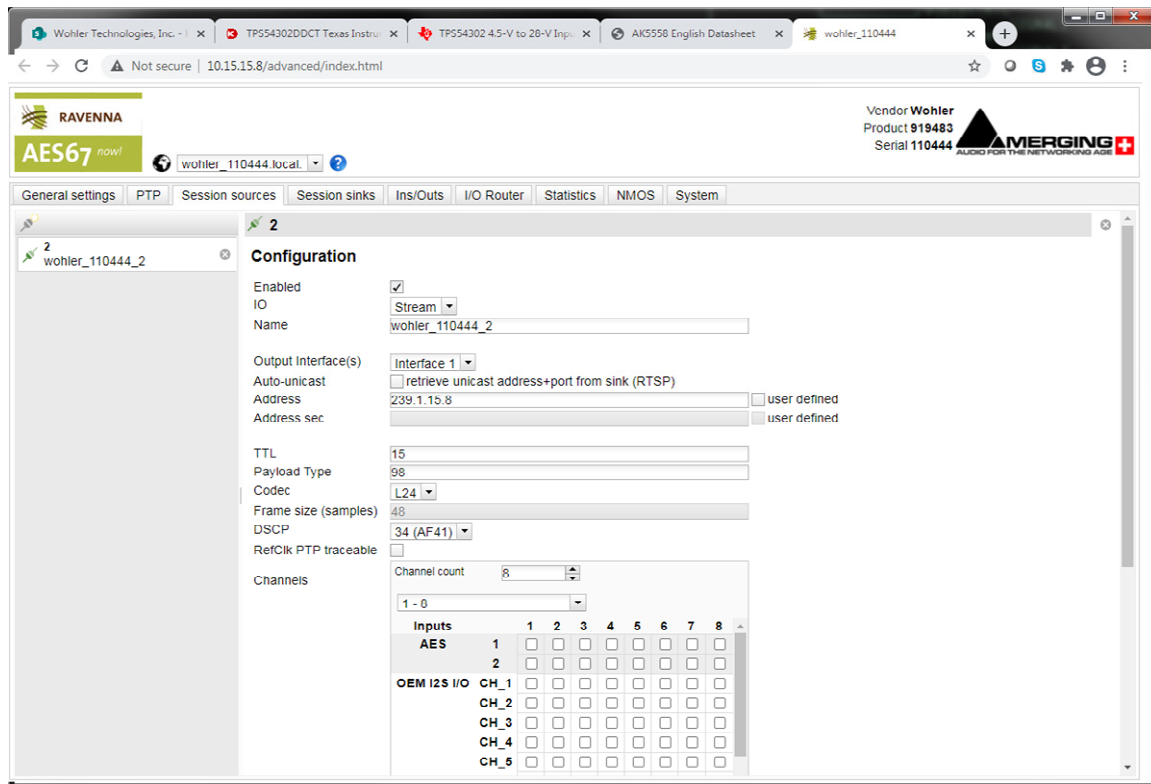 Wohler Technologies, Inc. -
TPS54302DDCT Texas Instru
TPS54302 4.5-V to 28-V Inpu
AK5558 English Datasheet
wohler_110444
Not secure | 10.15.15.8/advanced/index.html
RAVENNA
AES67 now!
wohler_110444.local.
Vendor Wohler
Product 919483
Serial 110444
MERGING
AUDIO FOR THE NETWORKING AGE
General settings PTP Session sources Session sinks Ins/Outs I/O Router Statistics NMOS System
2
wohler_110444_2
2
Configuration
Enabled
IO Stream
Name wohler_110444_2
Output Interface(s) Interface 1
Auto-unicast retrieve unicast address+port from sink (RTSP)
Address 239.1.15.8 user defined
Address sec user defined
TTL 15
Payload Type 98
Codec L24
Frame size (samples) 48
DSCP 34 (AF41)
RefClk PTP traceable
Channels
Channel count 8
1 - 8
Inputs 1 2 3 4 5 6 7 8
AES 1
2
OEM I2S I/O CH_1
CH_2
CH_3
CH_4
CH_5